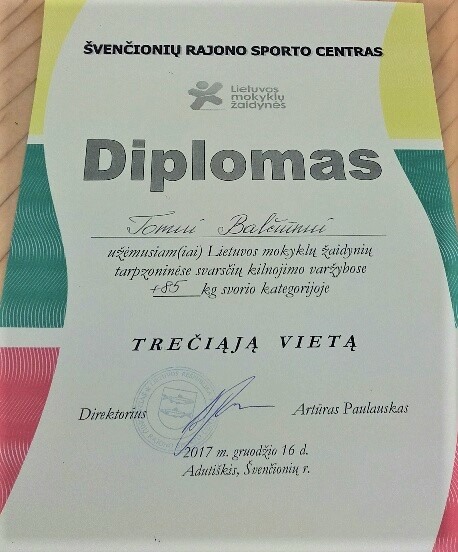 ŠVENČIONIŲ RAJONO SPORTO CENTRAS
Lietuvos
mokyklų
žaidynės
Diplomas
Tomui Balčiūnui
užėmusiam(iai) Lietuvos mokyklų žaidynių
tarpzoninėse svarsčių kilnojimo varžybose
+85 kg svorio kategorijoje
TREČIĄJĄ VIETĄ
Direktorius Artūras Paulauskas
2017 m. gruodžio 16 d.
Adutiškis, Švenčionių r.